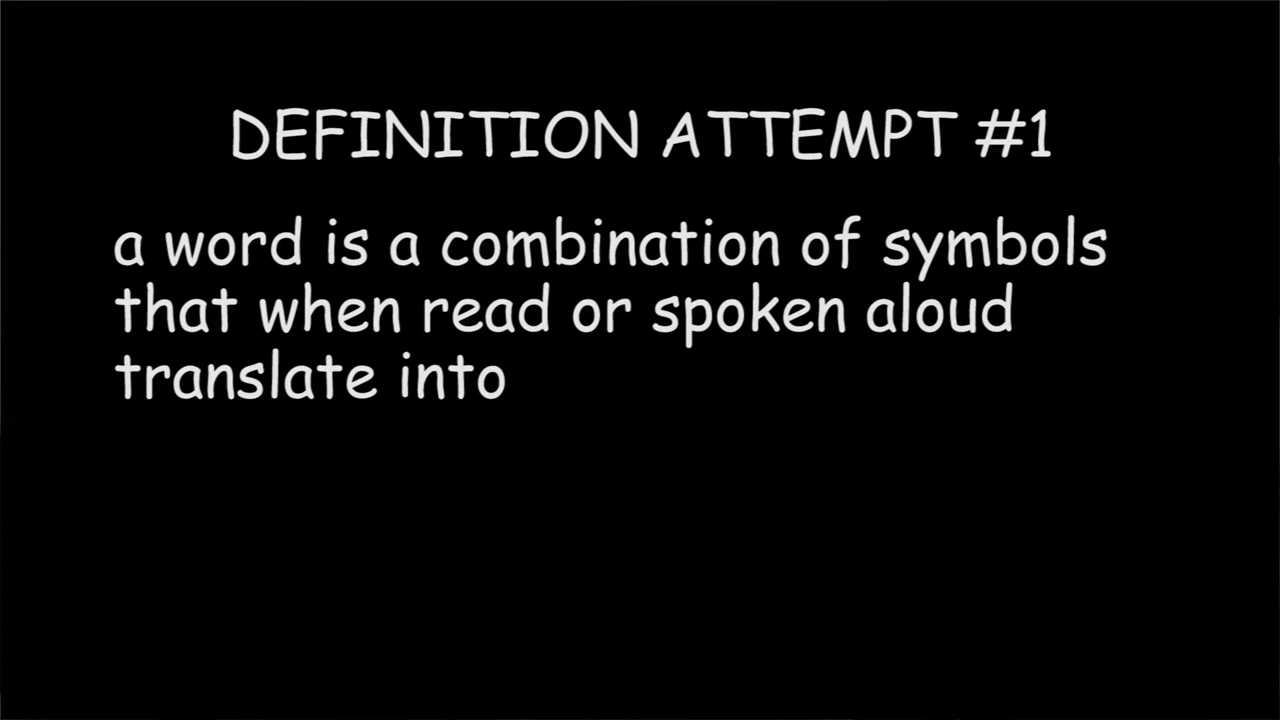 DEFINITION ATTEMPT #1
a word is a combination of symbols
that when read or spoken aloud
translate into